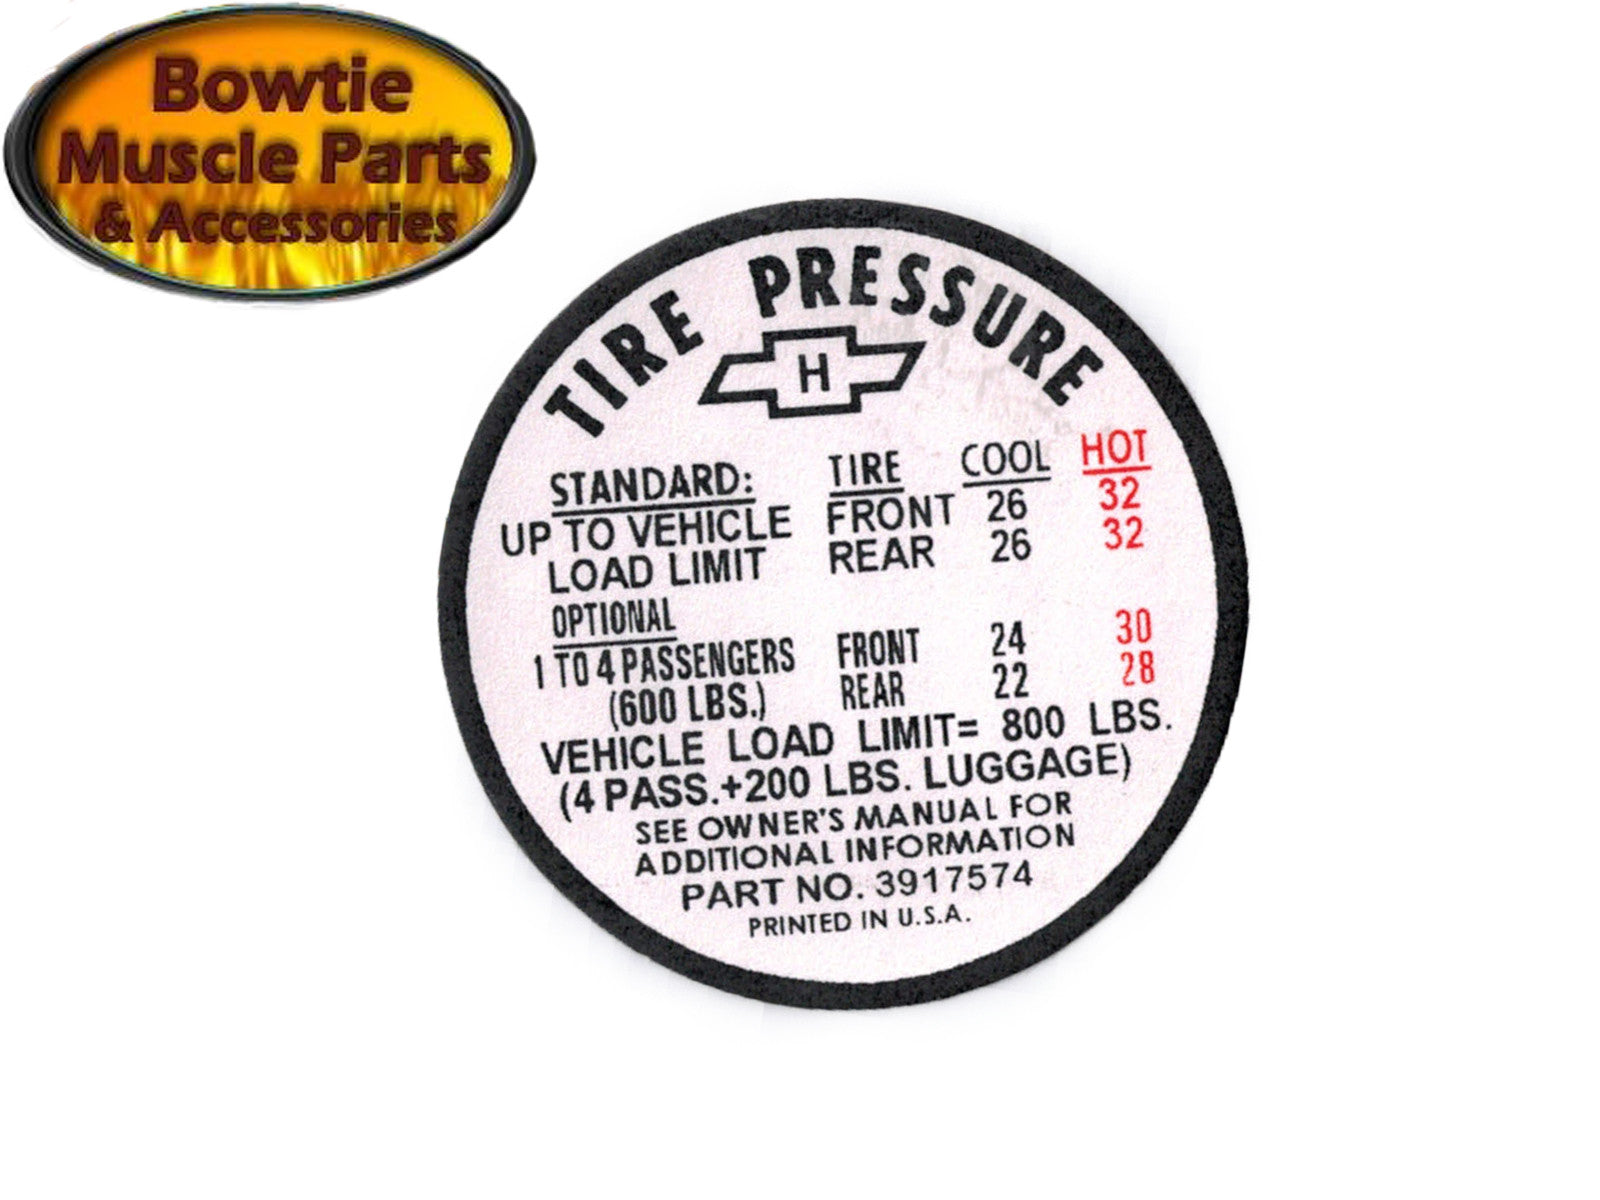 Bowtie
Muscle Parts
& Accessories
TIRE PRESSURE
H
STANDARD: TIRE COOL HOT
UP TO VEHICLE FRONT 26 32
LOAD LIMIT REAR 26 32
OPTIONAL
1 TO 4 PASSENGERS FRONT 24 30
(600 LBS.) REAR 22 28
VEHICLE LOAD LIMIT= 800 LBS.
(4 PASS.+200 LBS. LUGGAGE)
SEE OWNER'S MANUAL FOR
ADDITIONAL INFORMATION
PART NO. 3917574
PRINTED IN U.S.A.